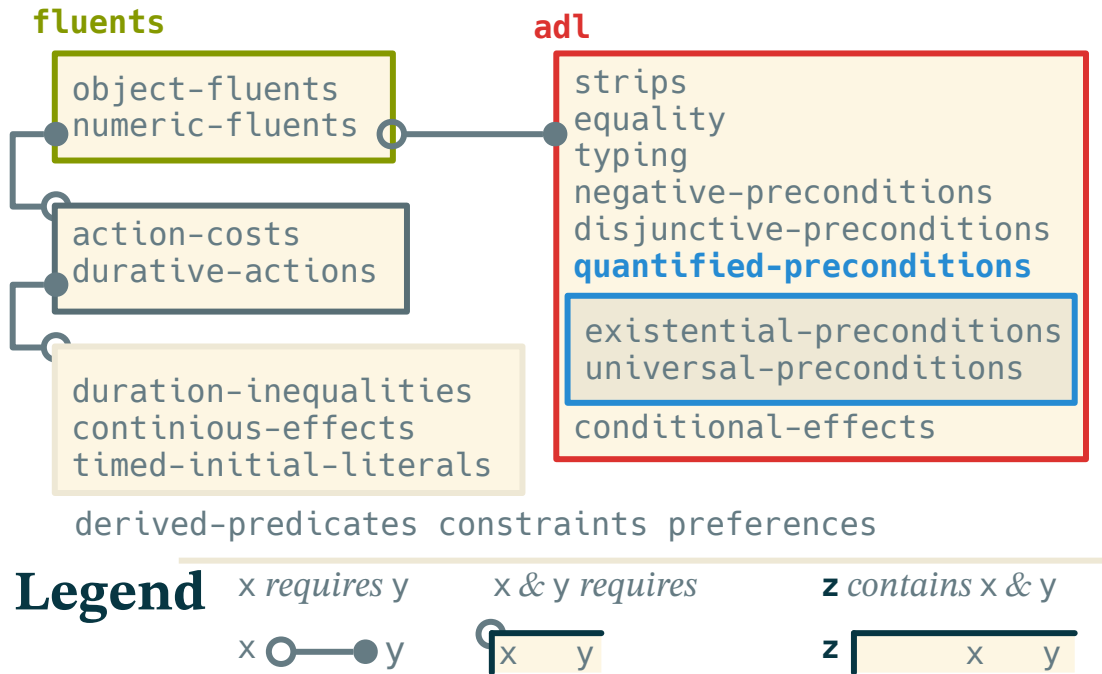 fluents
object-fluents
numeric-fluents
action-costs
durative-actions
duration-inequalities
continious-effects
timed-initial-literals
adl
strips
equality
typing
negative-preconditions
disjunctive-preconditions
quantified-preconditions
existential-preconditions
universal-preconditions
conditional-effects
derived-predicates constraints preferences
Legend
x requires y
x y
x & y requires
x y
z contains x & y
z x y